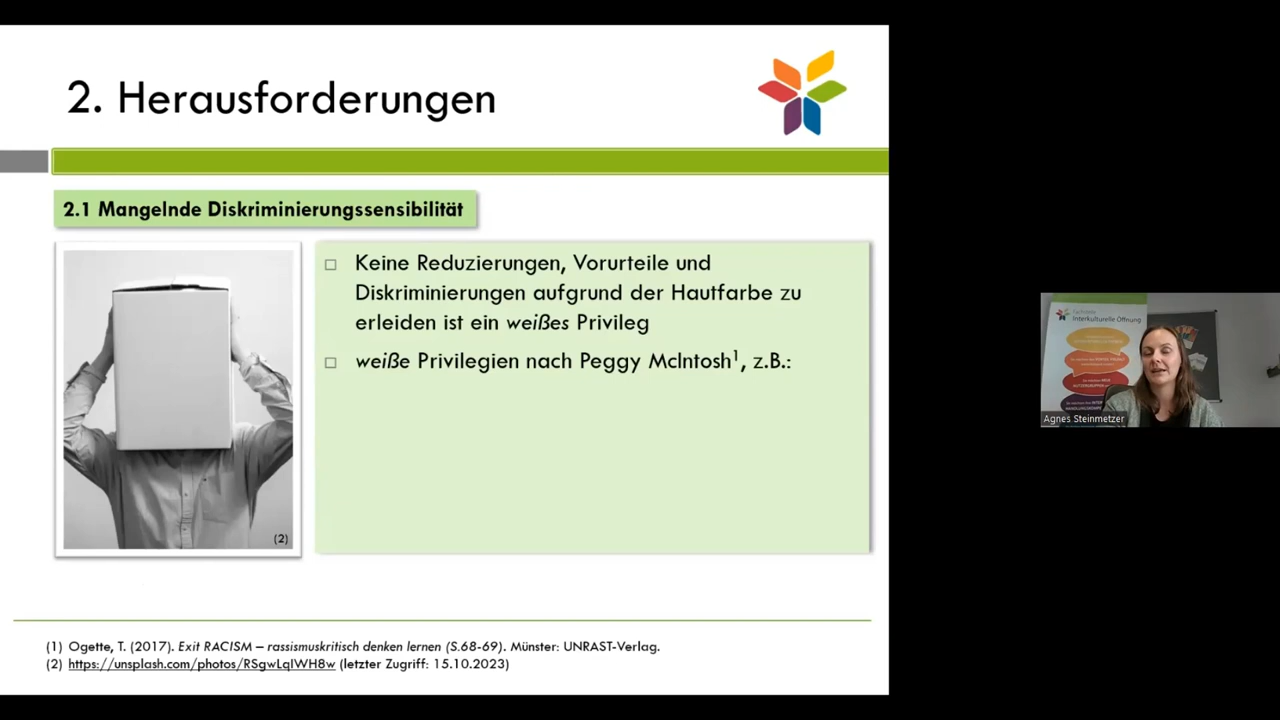 2. Herausforderungen
2.1 Mangelnde Diskriminierungssensibilität
□ Keine Reduzierungen, Vorurteile und
Diskriminierungen aufgrund der Hautfarbe zu
erleiden ist ein weißes Privileg
□ weiße Privilegien nach Peggy McIntosh¹, z.B.:
(2)
(1) Ogette, T. (2017). Exit RACISM – rassismuskritisch denken lernen (S.68-69). Münster: UNRAST-Verlag.
(2) https://unsplash.com/photos/RSgwLqIWH8w (letzter Zugriff: 15.10.2023)
Interkulturelle Öffnung
Agnes Steinmetzer